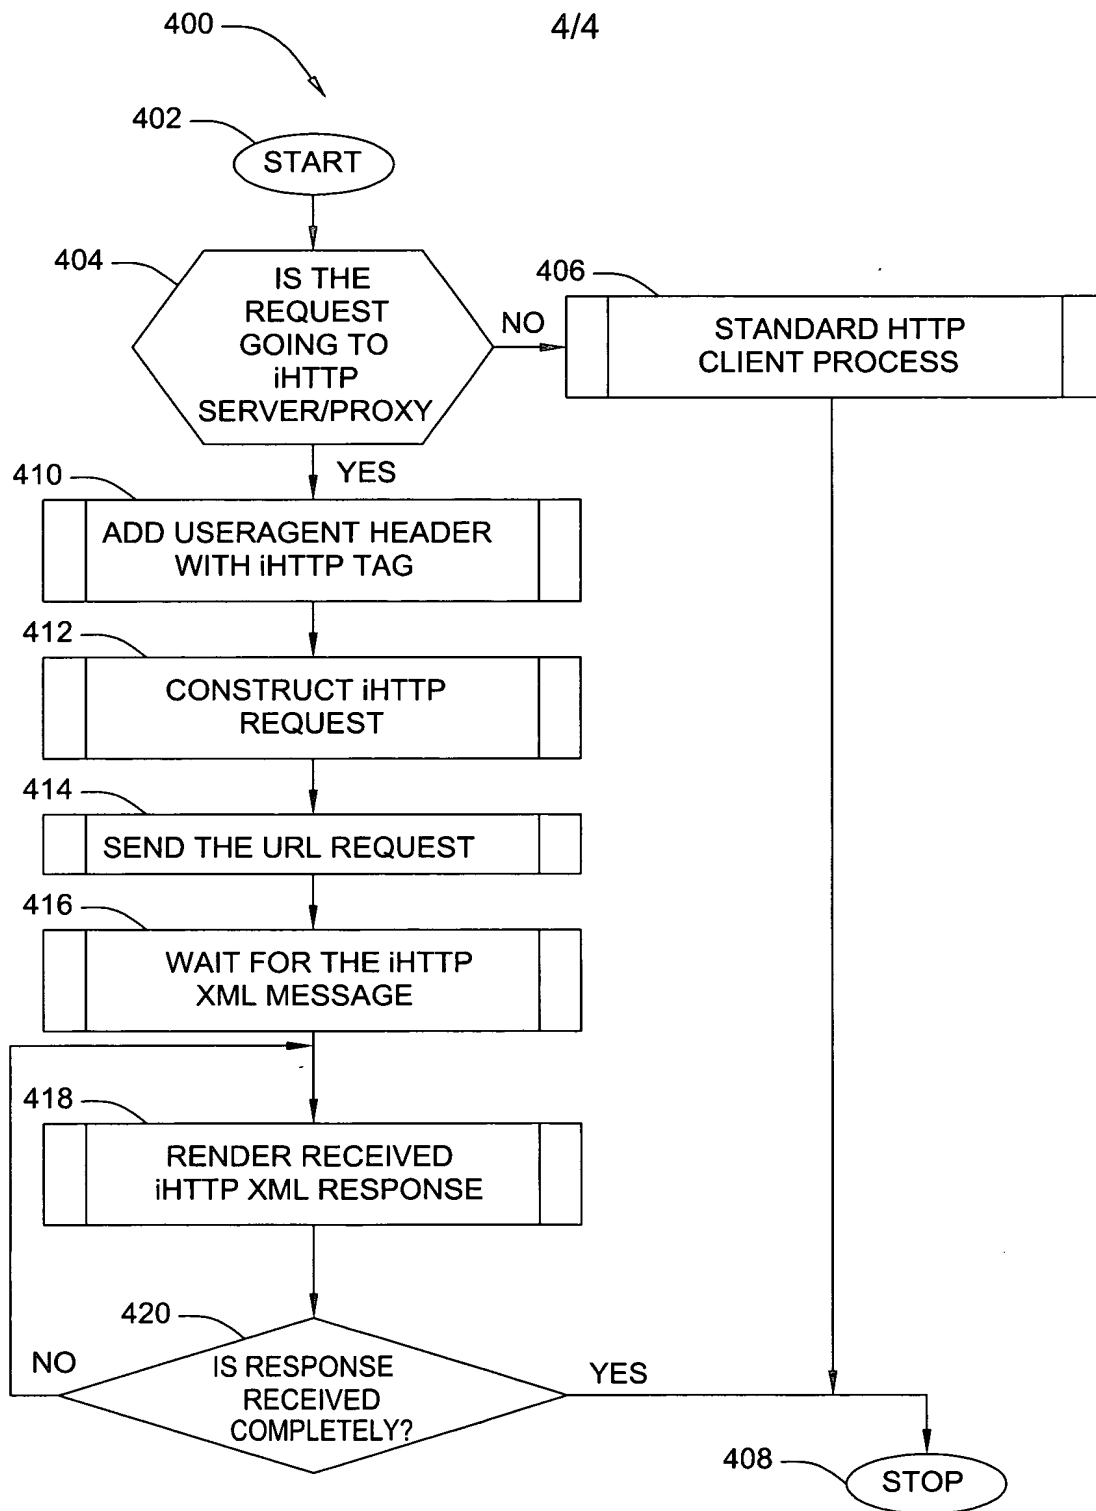 400
4/4
402
START
404
IS THE
REQUEST
GOING TO
iHTTP
SERVER/PROXY
NO
406
STANDARD HTTP
CLIENT PROCESS
YES
410
ADD USERAGENT HEADER
WITH iHTTP TAG
412
CONSTRUCT iHTTP
REQUEST
414
SEND THE URL REQUEST
416
WAIT FOR THE iHTTP
XML MESSAGE
418
RENDER RECEIVED
iHTTP XML RESPONSE
420
IS RESPONSE
RECEIVED
COMPLETELY?
NO
YES
408
STOP